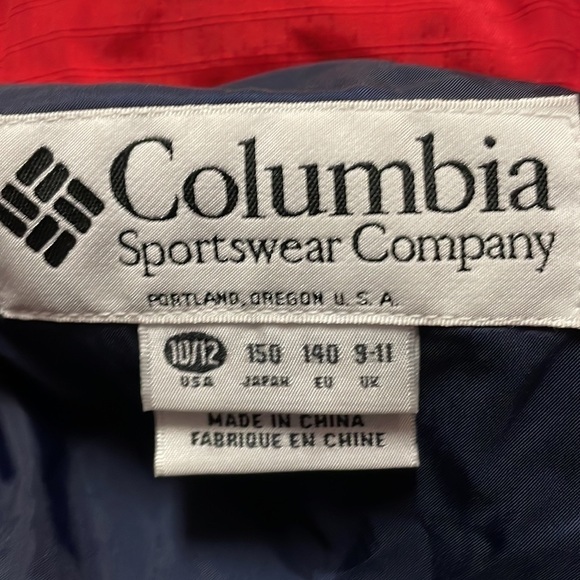 Columbia
Sportswear Company
PORTLAND, OREGON U.S.A.
10/12 150 140 9-11
USA JAPAN EU UK
MADE IN CHINA
FABRIQUE EN CHINE